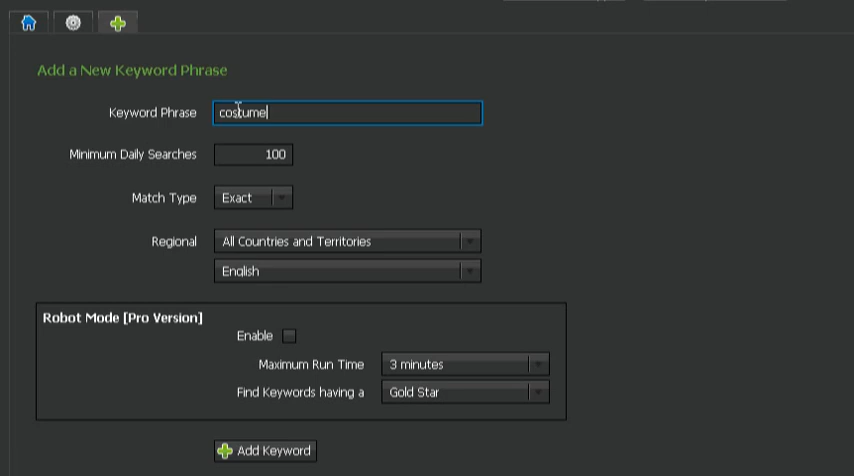 Add a New Keyword Phrase
Keyword Phrase costume
Minimum Daily Searches 100
Match Type Exact
Regional All Countries and Territories
English
Robot Mode [Pro Version]
Enable
Maximum Run Time 3 minutes
Find Keywords having a Gold Star
Add Keyword